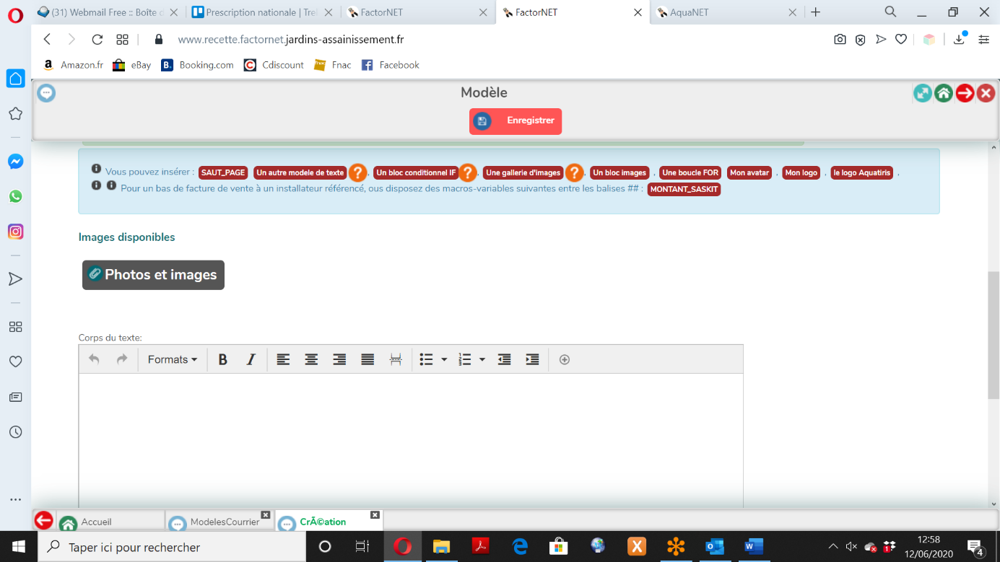 (31) Webmail Free :: Boîte d
Prescription nationale | Trel
FactorNET
FactorNET
AquaNET
www.recette.factornet.jardins-assainissement.fr
Amazon.fr
eBay
Booking.com
Cdiscount
Fnac
Facebook
Modèle
Enregistrer
Vous pouvez insérer : SAUT_PAGE Un autre modele de texte ?, Un bloc conditionnel IF ?, Une gallerie d'images ?, Un bloc images , Une boucle FOR Mon avatar , Mon logo , le logo Aquatiris ,
Pour un bas de facture de vente à un installateur référencé, ous disposez des macros-variables suivantes entre les balises ## : MONTANT_SASKIT
Images disponibles
Photos et images
Corps du texte:
Formats B I
Accueil
ModelesCourrier
CrÃ©ation
Taper ici pour rechercher
12:58
12/06/2020
4